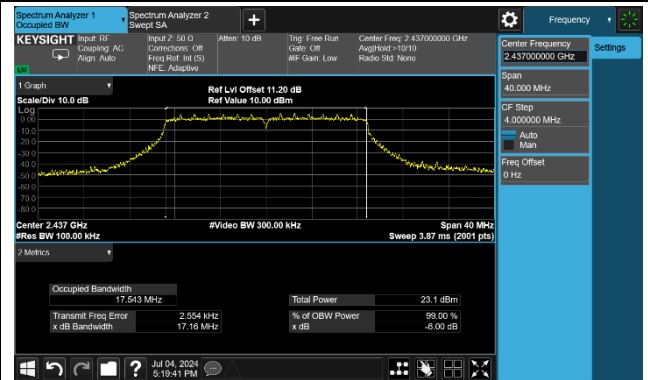 Spectrum Analyzer 1
Occupied BW
Spectrum Analyzer 2
Swept SA
+
Frequency
KEYSIGHT
Input: RF
Coupling: AC
Align: Auto
Input Z: 50 Ω
Corrections: Off
Freq Ref: Int (S)
NFE: Adaptive
Atten: 10 dB
Trig: Free Run
Gate: Off
#IF Gain: Low
Center Freq: 2.437000000 GHz
Avg|Hold:>10/10
Radio Std: None
Center Frequency
2.437000000 GHz
Settings
Span
40.000 MHz
CF Step
4.000000 MHz
Auto
Man
Freq Offset
0 Hz
1 Graph
Scale/Div 10.0 dB
Ref Lvl Offset 11.20 dB
Ref Value 10.00 dBm
Log
0.00
-10.0
-20.0
-30.0
-40.0
-50.0
-60.0
-70.0
-80.0
Center 2.437 GHz
#Res BW 100.00 kHz
#Video BW 300.00 kHz
Span 40 MHz
Sweep 3.87 ms (2001 pts)
2 Metrics
Occupied Bandwidth
17.543 MHz
Transmit Freq Error 2.554 kHz
x dB Bandwidth 17.16 MHz
Total Power 23.1 dBm
% of OBW Power 99.00 %
x dB -6.00 dB
?
Jul 04, 2024
5:19:41 PM